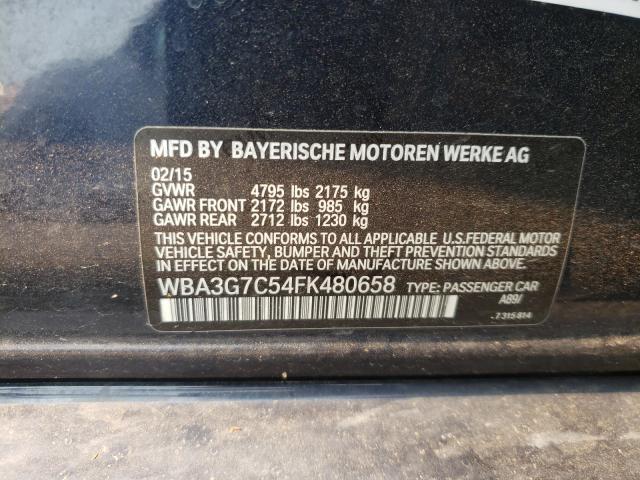 MFD BY BAYERISCHE MOTOREN WERKE AG
02/15
GVWR 4795 lbs 2175 kg
GAWR FRONT 2172 lbs 985 kg
GAWR REAR 2712 lbs 1230 kg
THIS VEHICLE CONFORMS TO ALL APPLICABLE U.S.FEDERAL MOTOR
VEHICLE SAFETY, BUMPER AND THEFT PREVENTION STANDARDS
IN EFFECT ON THE DATE OF MANUFACTURE SHOWN ABOVE.
WBA3G7C54FK480658 TYPE: PASSENGER CAR
A89/
.7315814